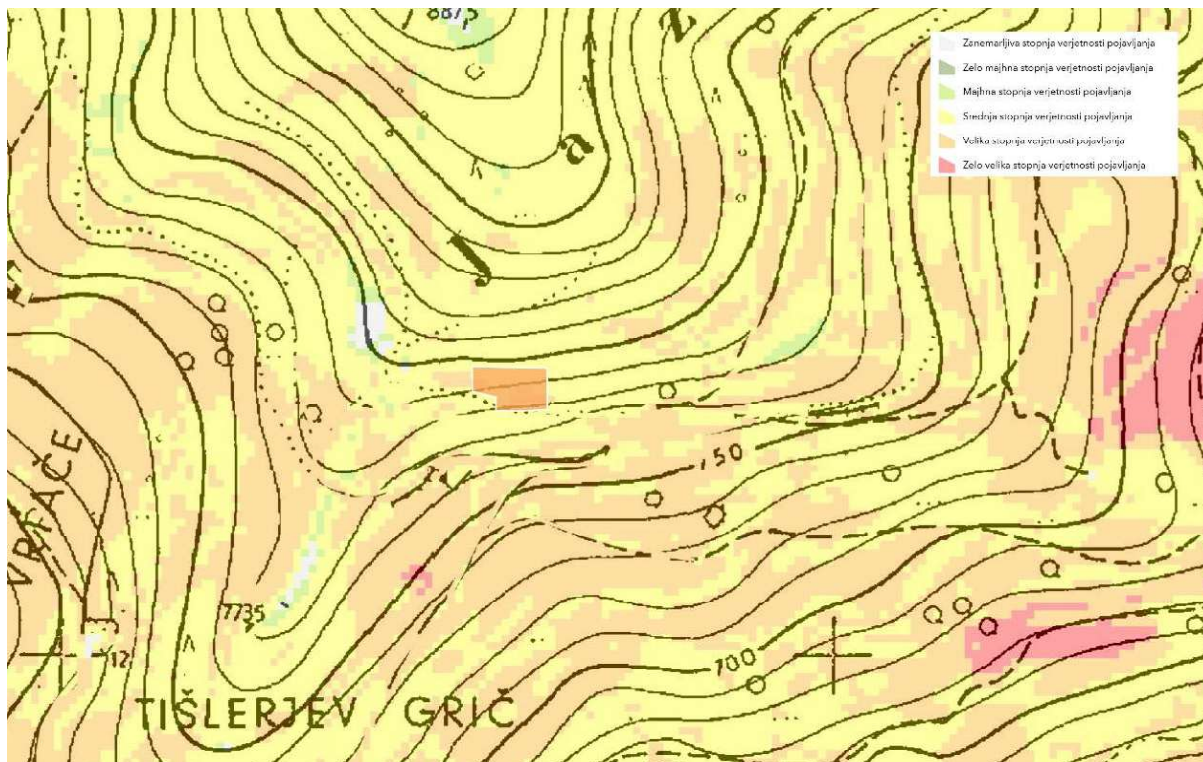 Zanemarljiva stopnja verjetnosti pojavljanja
Zelo majhna stopnja verjetnosti pojavljanja
Majhna stopnja verjetnosti pojavljanja
Srednja stopnja verjetnosti pojavljanja
Velika stopnja verjetnosti pojavljanja
Zelo velika stopnja verjetnosti pojavljanja
z
a
l
750
7735
700
TIŠLERJEV GRIČ